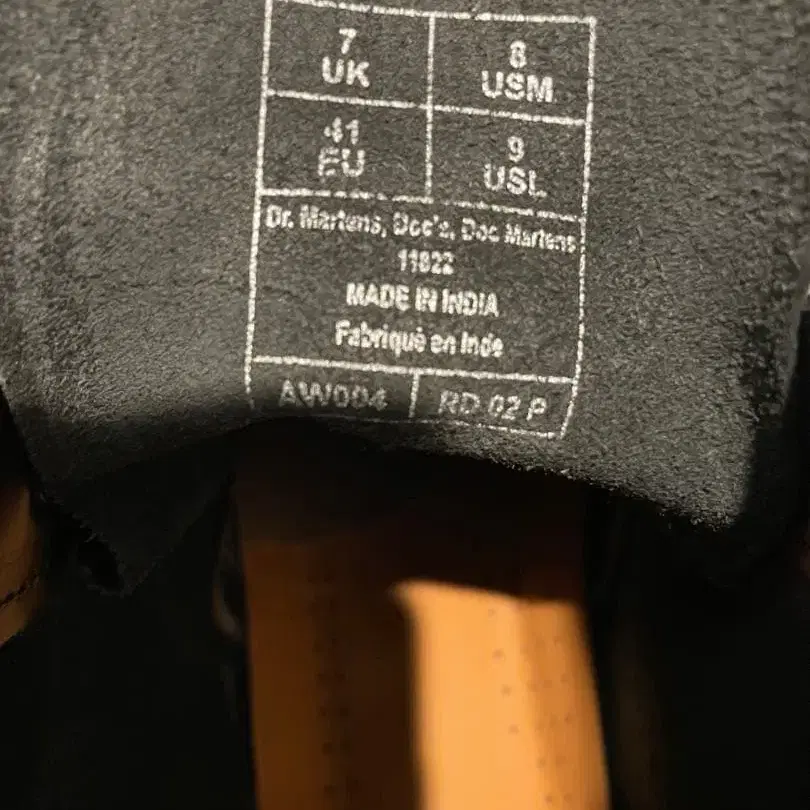 7
UK
8
USM
41
EU
9
USL
Dr. Martens, Doc's, Doc Martens
11822
MADE IN INDIA
Fabriqué en Inde
AW004
RD 02 P